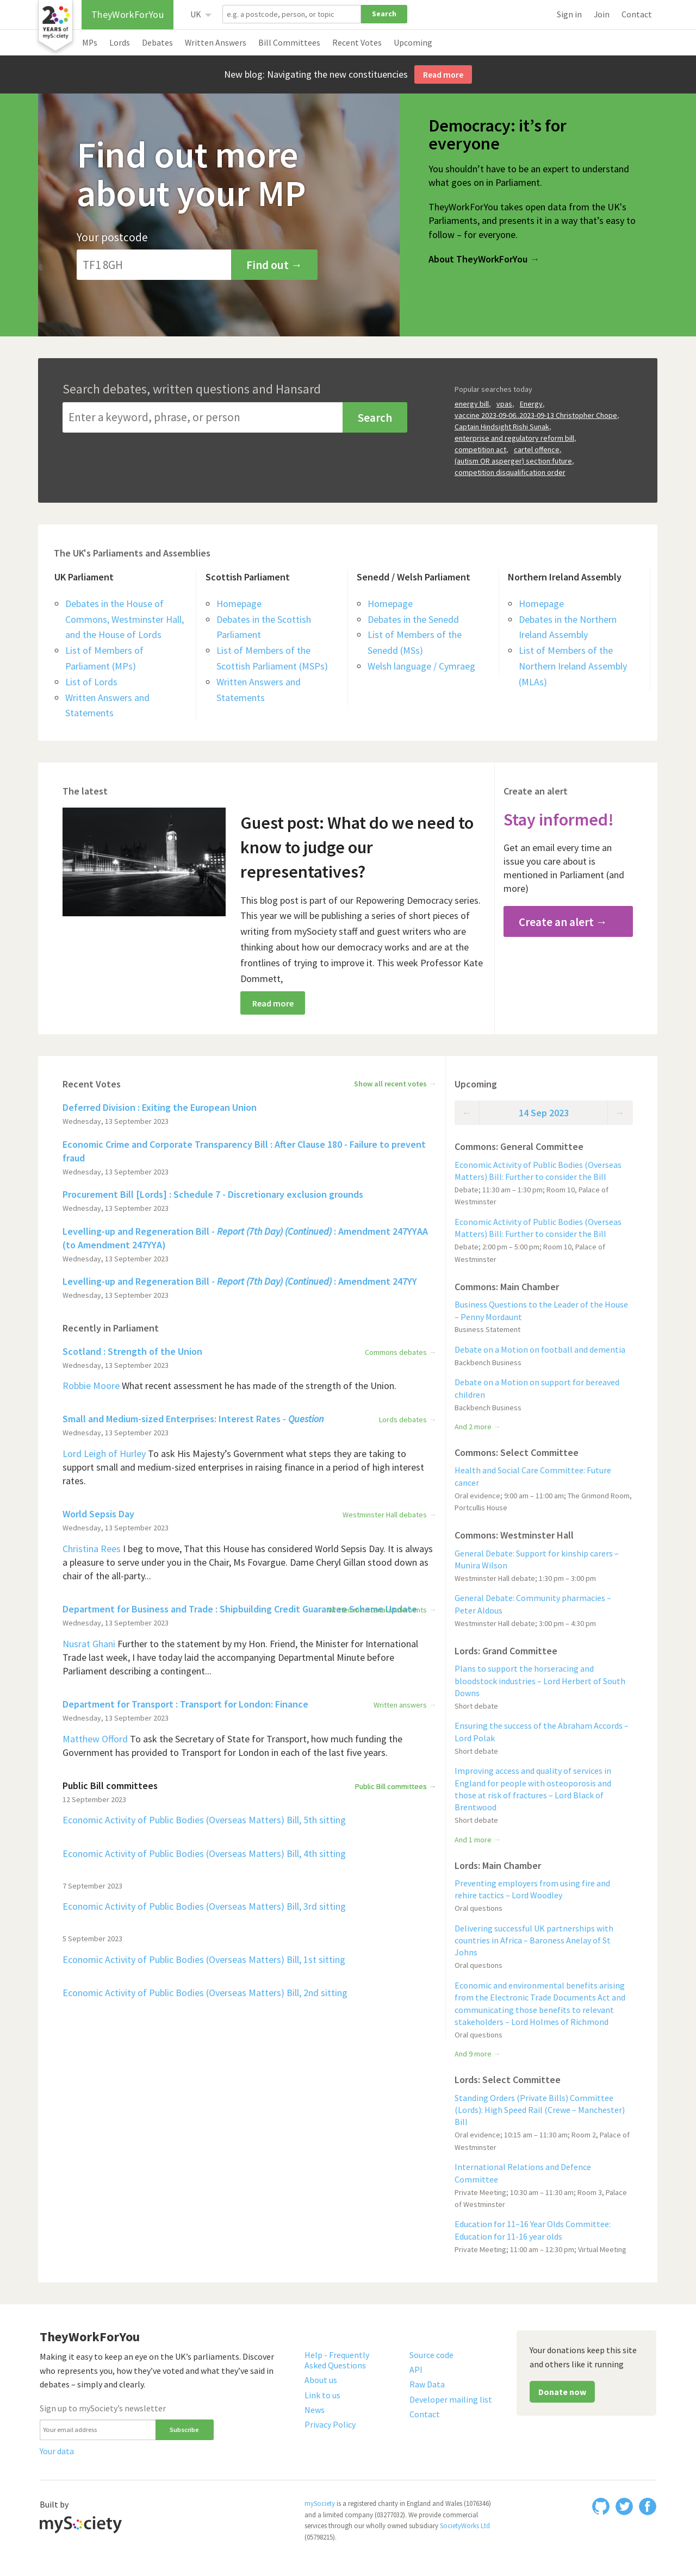 20
YEARS of
mySociety
TheyWorkForYou
UK
e.g. a postcode, person, or topic
Search
Sign in
Join
Contact
MPs
Lords
Debates
Written Answers
Bill Committees
Recent Votes
Upcoming
New blog: Navigating the new constituencies
Read more
Find out more
about your MP
Your postcode
TF1 8GH
Find out →
Democracy: it’s for
everyone
You shouldn’t have to be an expert to understand
what goes on in Parliament.
TheyWorkForYou takes open data from the UK's
Parliaments, and presents it in a way that’s easy to
follow – for everyone.
About TheyWorkForYou →
Search debates, written questions and Hansard
Enter a keyword, phrase, or person
Search
Popular searches today
energy bill, vpas, Energy,
vaccine 2023-09-06..2023-09-13 Christopher Chope,
Captain Hindsight Rishi Sunak,
enterprise and regulatory reform bill,
competition act, cartel offence,
(autism OR asperger) section:future,
competition disqualification order
The UK's Parliaments and Assemblies
UK Parliament
Debates in the House of
Commons, Westminster Hall,
and the House of Lords
List of Members of
Parliament (MPs)
List of Lords
Written Answers and
Statements
Scottish Parliament
Homepage
Debates in the Scottish
Parliament
List of Members of the
Scottish Parliament (MSPs)
Written Answers and
Statements
Senedd / Welsh Parliament
Homepage
Debates in the Senedd
List of Members of the
Senedd (MSs)
Welsh language / Cymraeg
Northern Ireland Assembly
Homepage
Debates in the Northern
Ireland Assembly
List of Members of the
Northern Ireland Assembly
(MLAs)
The latest
Guest post: What do we need to
know to judge our
representatives?
This blog post is part of our Repowering Democracy series.
This year we will be publishing a series of short pieces of
writing from mySociety staff and guest writers who are
thinking about how our democracy works and are at the
frontlines of trying to improve it. This week Professor Kate
Dommett,
Read more
Create an alert
Stay informed!
Get an email every time an
issue you care about is
mentioned in Parliament (and
more)
Create an alert →
Recent Votes
Show all recent votes →
Deferred Division : Exiting the European Union
Wednesday, 13 September 2023
Economic Crime and Corporate Transparency Bill : After Clause 180 - Failure to prevent
fraud
Wednesday, 13 September 2023
Procurement Bill [Lords] : Schedule 7 - Discretionary exclusion grounds
Wednesday, 13 September 2023
Levelling-up and Regeneration Bill - Report (7th Day) (Continued) : Amendment 247YYAA
(to Amendment 247YYA)
Wednesday, 13 September 2023
Levelling-up and Regeneration Bill - Report (7th Day) (Continued) : Amendment 247YY
Wednesday, 13 September 2023
Recently in Parliament
Scotland : Strength of the Union
Commons debates →
Wednesday, 13 September 2023
Robbie Moore What recent assessment he has made of the strength of the Union.
Small and Medium-sized Enterprises: Interest Rates - Question
Lords debates →
Wednesday, 13 September 2023
Lord Leigh of Hurley To ask His Majesty’s Government what steps they are taking to
support small and medium-sized enterprises in raising finance in a period of high interest
rates.
World Sepsis Day
Westminster Hall debates →
Wednesday, 13 September 2023
Christina Rees I beg to move, That this House has considered World Sepsis Day. It is always
a pleasure to serve under you in the Chair, Ms Fovargue. Dame Cheryl Gillan stood down as
chair of the all-party...
Department for Business and Trade : Shipbuilding Credit Guarantee Scheme Update
Wednesday, 13 September 2023
Nusrat Ghani Further to the statement by my Hon. Friend, the Minister for International
Trade last week, I have today laid the accompanying Departmental Minute before
Parliament describing a contingent...
Department for Transport : Transport for London: Finance
Written answers →
Wednesday, 13 September 2023
Matthew Offord To ask the Secretary of State for Transport, how much funding the
Government has provided to Transport for London in each of the last five years.
Public Bill committees
Public Bill committees →
12 September 2023
Economic Activity of Public Bodies (Overseas Matters) Bill, 5th sitting
Economic Activity of Public Bodies (Overseas Matters) Bill, 4th sitting
7 September 2023
Economic Activity of Public Bodies (Overseas Matters) Bill, 3rd sitting
5 September 2023
Economic Activity of Public Bodies (Overseas Matters) Bill, 1st sitting
Economic Activity of Public Bodies (Overseas Matters) Bill, 2nd sitting
Upcoming
← 14 Sep 2023 →
Commons: General Committee
Economic Activity of Public Bodies (Overseas
Matters) Bill: Further to consider the Bill
Debate; 11:30 am – 1:30 pm; Room 10, Palace of
Westminster
Economic Activity of Public Bodies (Overseas
Matters) Bill: Further to consider the Bill
Debate; 2:00 pm – 5:00 pm; Room 10, Palace of
Westminster
Commons: Main Chamber
Business Questions to the Leader of the House
– Penny Mordaunt
Business Statement
Debate on a Motion on football and dementia
Backbench Business
Debate on a Motion on support for bereaved
children
Backbench Business
And 2 more →
Commons: Select Committee
Health and Social Care Committee: Future
cancer
Oral evidence; 9:00 am – 11:00 am; The Grimond Room,
Portcullis House
Commons: Westminster Hall
General Debate: Support for kinship carers –
Munira Wilson
Westminster Hall debate; 1:30 pm – 3:00 pm
General Debate: Community pharmacies –
Peter Aldous
Westminster Hall debate; 3:00 pm – 4:30 pm
Lords: Grand Committee
Plans to support the horseracing and
bloodstock industries – Lord Herbert of South
Downs
Short debate
Ensuring the success of the Abraham Accords –
Lord Polak
Short debate
Improving access and quality of services in
England for people with osteoporosis and
those at risk of fractures – Lord Black of
Brentwood
Short debate
And 1 more →
Lords: Main Chamber
Preventing employers from using fire and
rehire tactics – Lord Woodley
Oral questions
Delivering successful UK partnerships with
countries in Africa – Baroness Anelay of St
Johns
Oral questions
Economic and environmental benefits arising
from the Electronic Trade Documents Act and
communicating those benefits to relevant
stakeholders – Lord Holmes of Richmond
Oral questions
And 9 more →
Lords: Select Committee
Standing Orders (Private Bills) Committee
(Lords): High Speed Rail (Crewe – Manchester)
Bill
Oral evidence; 10:15 am – 11:30 am; Room 2, Palace of
Westminster
International Relations and Defence
Committee
Private Meeting; 10:30 am – 11:30 am; Room 3, Palace
of Westminster
Education for 11–16 Year Olds Committee:
Education for 11-16 year olds
Private Meeting; 11:00 am – 12:30 pm; Virtual Meeting
TheyWorkForYou
Making it easy to keep an eye on the UK’s parliaments. Discover
who represents you, how they’ve voted and what they’ve said in
debates – simply and clearly.
Sign up to mySociety’s newsletter
Your email address
Subscribe
Your data
Help - Frequently
Asked Questions
About us
Link to us
News
Privacy Policy
Source code
API
Raw Data
Developer mailing list
Contact
Your donations keep this site
and others like it running
Donate now
Built by
mySociety
mySociety is a registered charity in England and Wales (1076346)
and a limited company (03277032). We provide commercial
services through our wholly owned subsidiary SocietyWorks Ltd
(05798215).